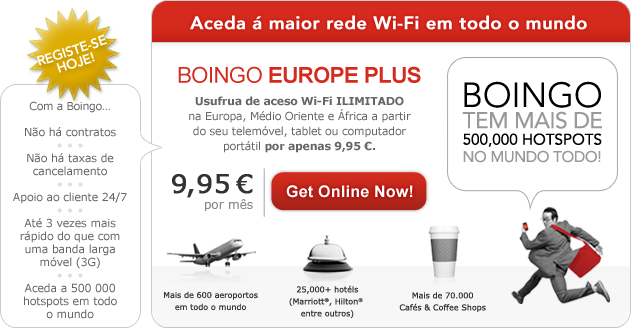 REGISTE-SE
HOJE!
Com a Boingo...
Não há contratos
Não há taxas de
cancelamento
Apoio ao cliente 24/7
Até 3 vezes mais
rápido do que com
uma banda larga
móvel (3G)
Aceda a 500 000
hotspots em todo
o mundo
Aceda á maior rede Wi-Fi em todo o mundo
BOINGO EUROPE PLUS
Usufrua de aceso Wi-Fi ILIMITADO
na Europa, Médio Oriente e África a partir
do seu telemóvel, tablet ou computador
portátil por apenas 9,95 €.
9,95 €
por mês
Get Online Now!
BOINGO
TEM MAIS DE
500,000 HOTSPOTS
NO MUNDO TODO!
Mais de 600 aeroportos
em todo o mundo
25,000+ hotéis
(Marriott®, Hilton®
entre outros)
Mais de 70.000
Cafés & Coffee Shops